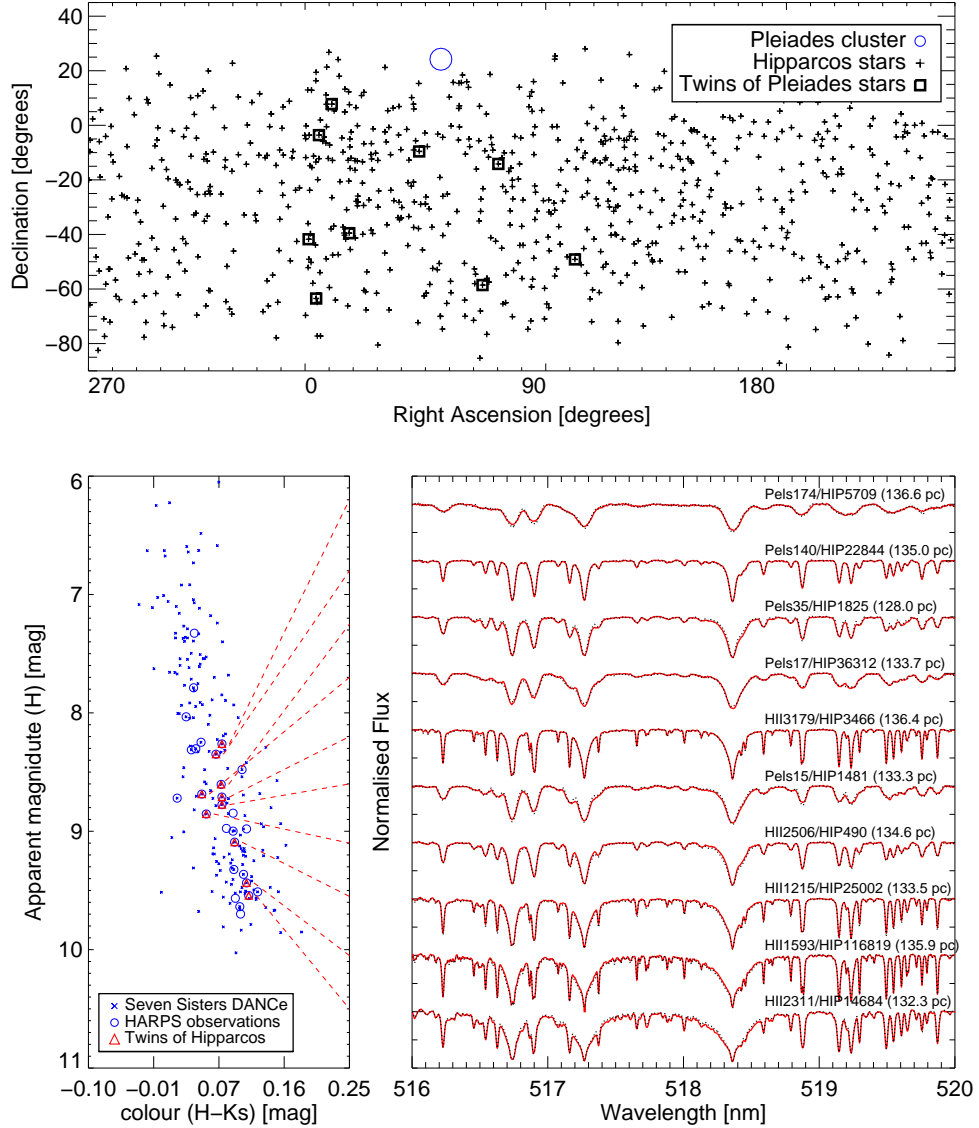 40
20
0
−20
−40
−60
−80
Declination [degrees]
Pleiades cluster
Hipparcos stars
Twins of Pleiades stars
270
0
90
180
Right Ascension [degrees]
6
7
8
9
10
11
Apparent magnidute (H) [mag]
Seven Sisters DANCe
HARPS observations
Twins of Hipparcos
−0.10
−0.01
0.07
0.16
0.25
colour (H−Ks) [mag]
Normalised Flux
Pels174/HIP5709 (136.6 pc)
Pels140/HIP22844 (135.0 pc)
Pels35/HIP1825 (128.0 pc)
Pels17/HIP36312 (133.7 pc)
HII3179/HIP3466 (136.4 pc)
Pels15/HIP1481 (133.3 pc)
HII2506/HIP490 (134.6 pc)
HII1215/HIP25002 (133.5 pc)
HII1593/HIP116819 (135.9 pc)
HII2311/HIP14684 (132.3 pc)
516
517
518
519
520
Wavelength [nm]